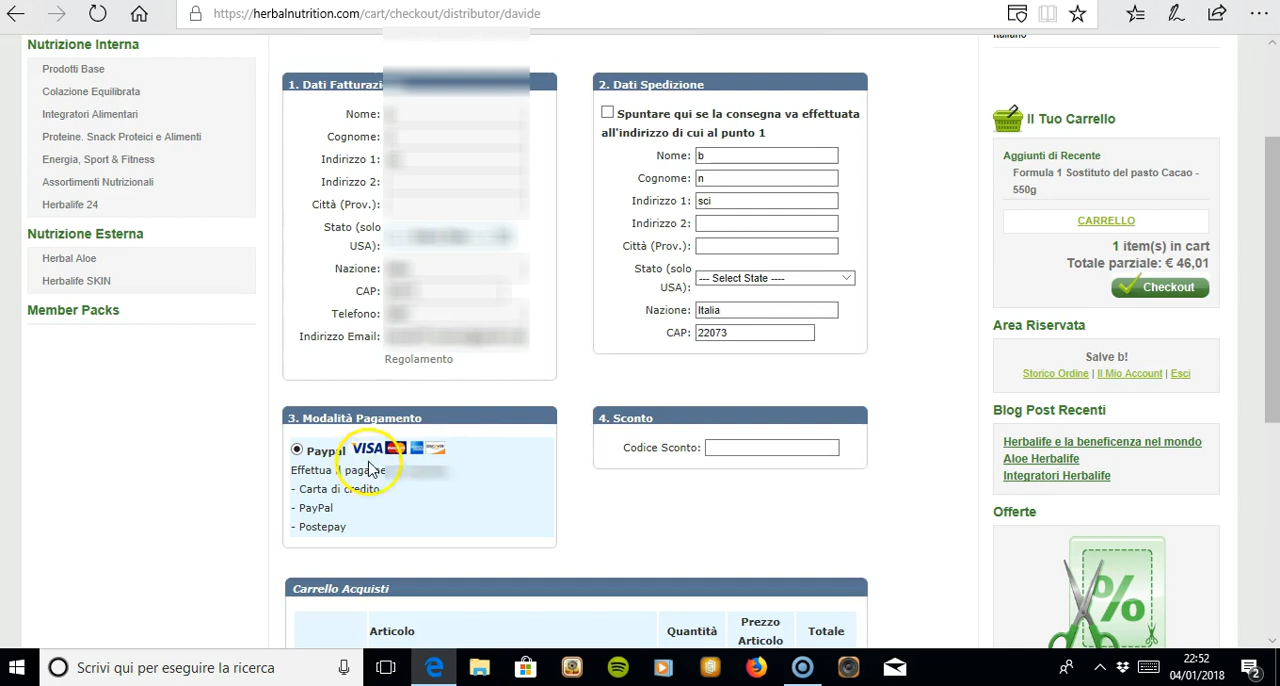 https://herbalnutrition.com/cart/checkout/distributor/davide
Nutrizione Interna
Prodotti Base
Colazione Equilibrata
Integratori Alimentari
Proteine. Snack Proteici e Alimenti
Energia, Sport & Fitness
Assortimenti Nutrizionali
Herbalife 24
Nutrizione Esterna
Herbal Aloe
Herbalife SKIN
Member Packs
1. Dati
Nome:
Cognome:
Indirizzo 1:
Indirizzo 2:
Città (Prov.):
Stato (solo
USA):
Nazione:
CAP:
Telefono:
Indirizzo Email:
Regolamento
2. Dati Spedizione
Spuntare qui se la consegna va effettuata
all'indirizzo di cui al punto 1
Nome: b
Cognome: n
Indirizzo 1: sci
Indirizzo 2:
Città (Prov.):
Stato (solo
USA): --- Select State ----
Nazione: Italia
CAP: 22073
3. Modalità Pagamento
Paypal VISA
Effettua il
- Carta di credito
- PayPal
- Postepay
4. Sconto
Codice Sconto:
Carrello Acquisti
Articolo Quantità Prezzo
Articolo Totale
Italiano
Il Tuo Carrello
Aggiunti di Recente
Formula 1 Sostituto del pasto Cacao -
550g
CARRELLO
1 item(s) in cart
Totale parziale: € 46,01
Checkout
Area Riservata
Salve b!
Storico Ordine | Il Mio Account | Esci
Blog Post Recenti
Herbalife e la beneficenza nel mondo
Aloe Herbalife
Integratori Herbalife
Offerte
%
Scrivi qui per eseguire la ricerca
22:52
04/01/2018
2